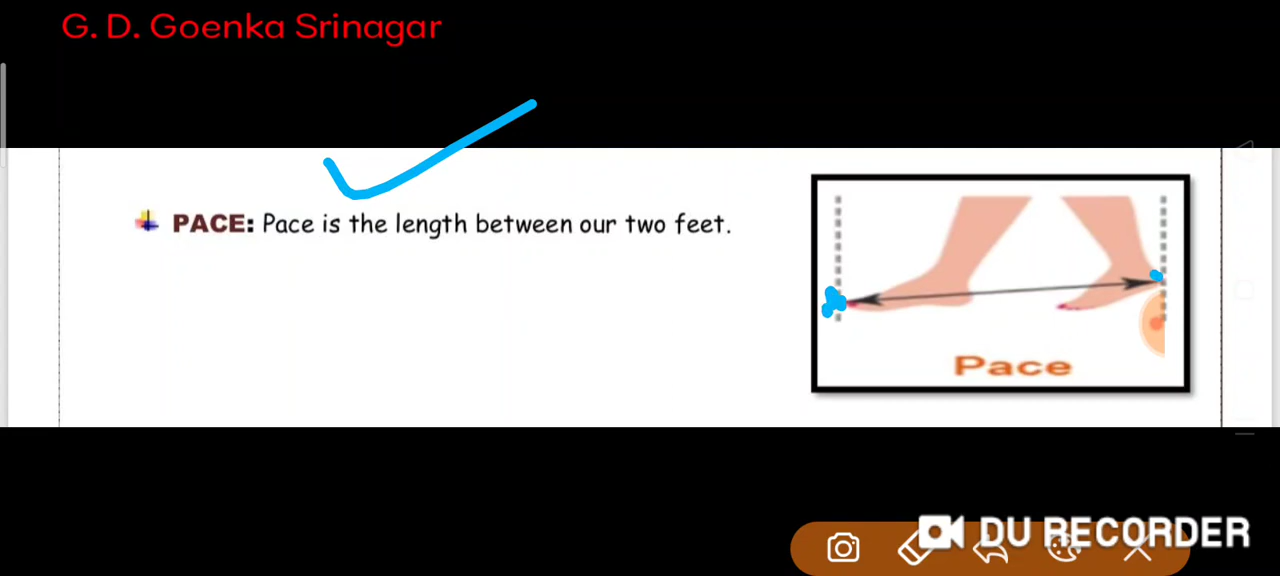 G. D. Goenka Srinagar
PACE: Pace is the length between our two feet.
Pace
DU RECORDER